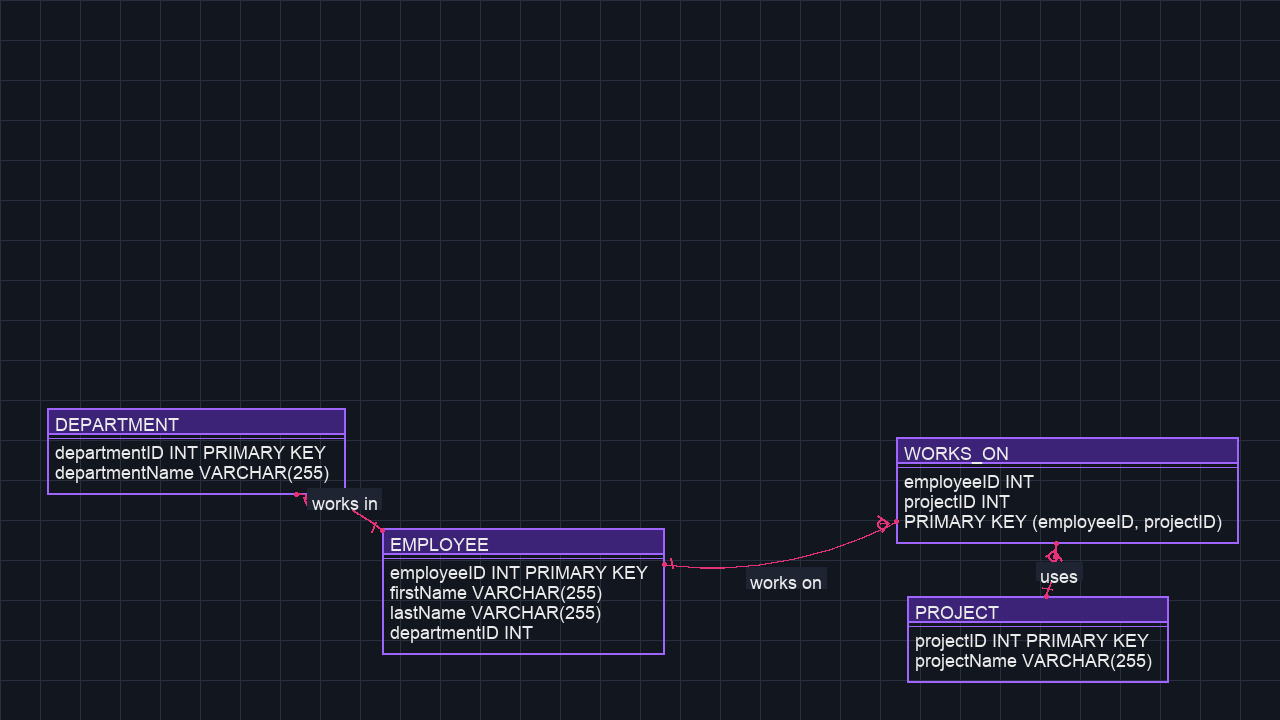 DEPARTMENT
departmentID INT PRIMARY KEY
departmentName VARCHAR(255)
works in
EMPLOYEE
employeeID INT PRIMARY KEY
firstName VARCHAR(255)
lastName VARCHAR(255)
departmentID INT
works on
WORKS_ON
employeeID INT
projectID INT
PRIMARY KEY (employeeID, projectID)
uses
PROJECT
projectID INT PRIMARY KEY
projectName VARCHAR(255)